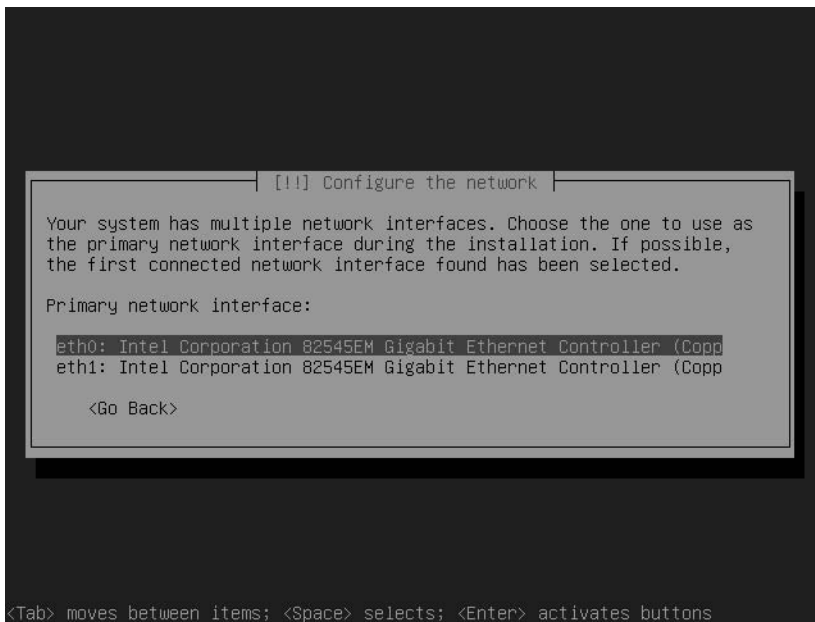 [!!] Configure the network
Your system has multiple network interfaces. Choose the one to use as
the primary network interface during the installation. If possible,
the first connected network interface found has been selected.
Primary network interface:
eth0: Intel Corporation 82545EM Gigabit Ethernet Controller (Copp
eth1: Intel Corporation 82545EM Gigabit Ethernet Controller (Copp
<Go Back>
<Tab> moves between items; <Space> selects; <Enter> activates buttons